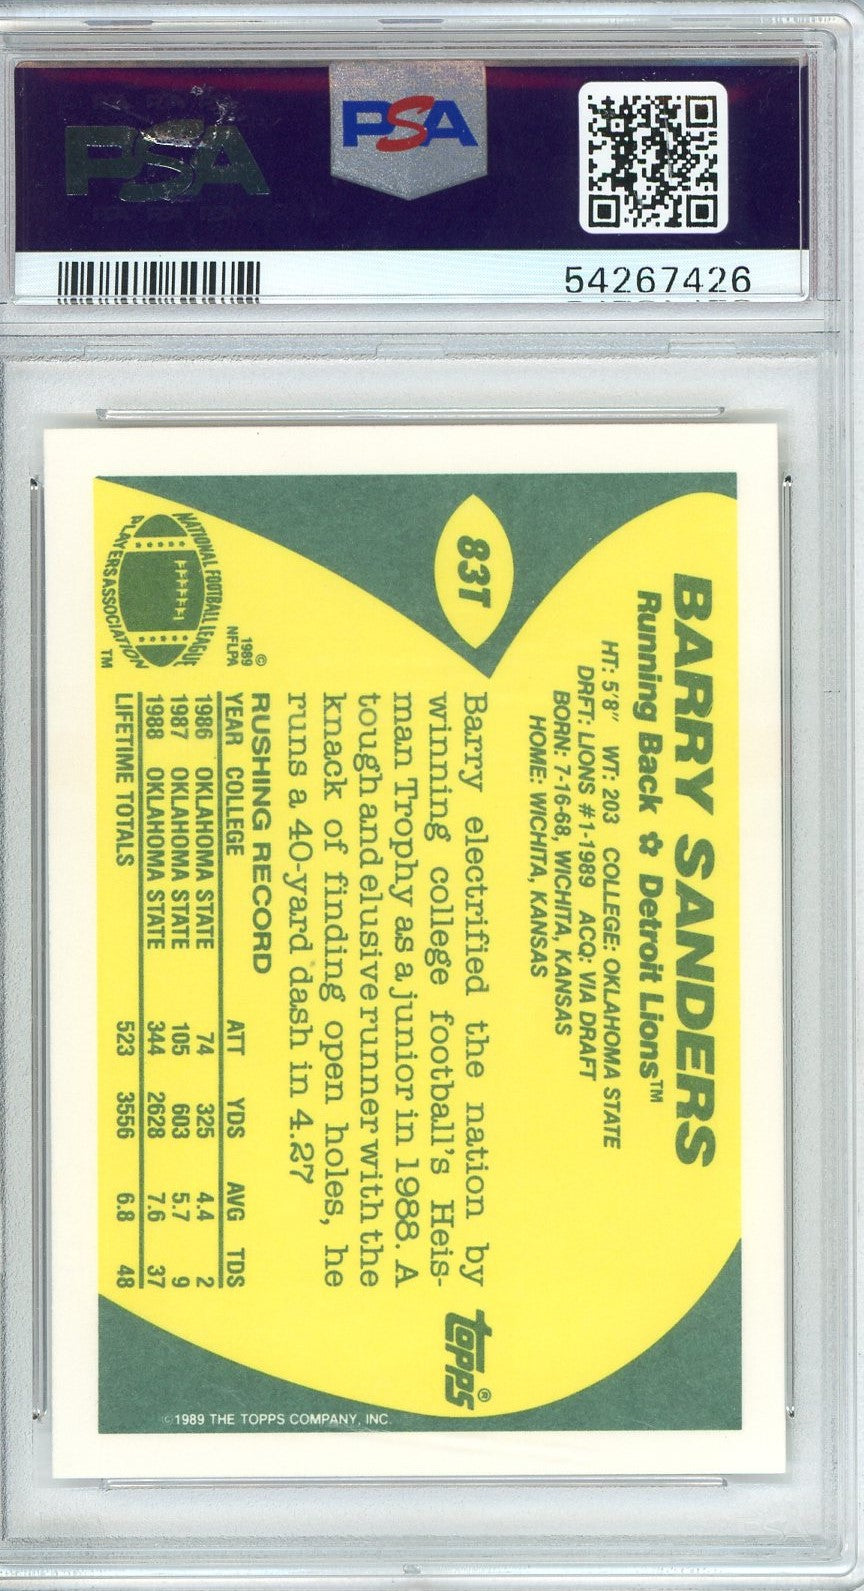 PSA
PSA
54267426
83T
BARRY SANDERS
Running Back ✿ Detroit Lions™
HT: 5'8" WT: 203 COLLEGE: OKLAHOMA STATE
DRFT: LIONS #1-1989 ACQ: VIA DRAFT
BORN: 7-16-68, WICHITA, KANSAS
HOME: WICHITA, KANSAS
Barry electrified the nation by
winning college football's Heis-
man Trophy as a junior in 1988. A
tough and elusive runner with the
knack of finding open holes, he
runs a 40-yard dash in 4.27
topps®
RUSHING RECORD
YEAR COLLEGE ATT YDS AVG TDS
1986 OKLAHOMA STATE 74 325 4.4 2
1987 OKLAHOMA STATE 105 603 5.7 9
1988 OKLAHOMA STATE 344 2628 7.6 37
LIFETIME TOTALS 523 3556 6.8 48
NATIONAL FOOTBALL LEAGUE
PLAYERS ASSOCIATION
TM
©
1989
NFLPA
©1989 THE TOPPS COMPANY, INC.